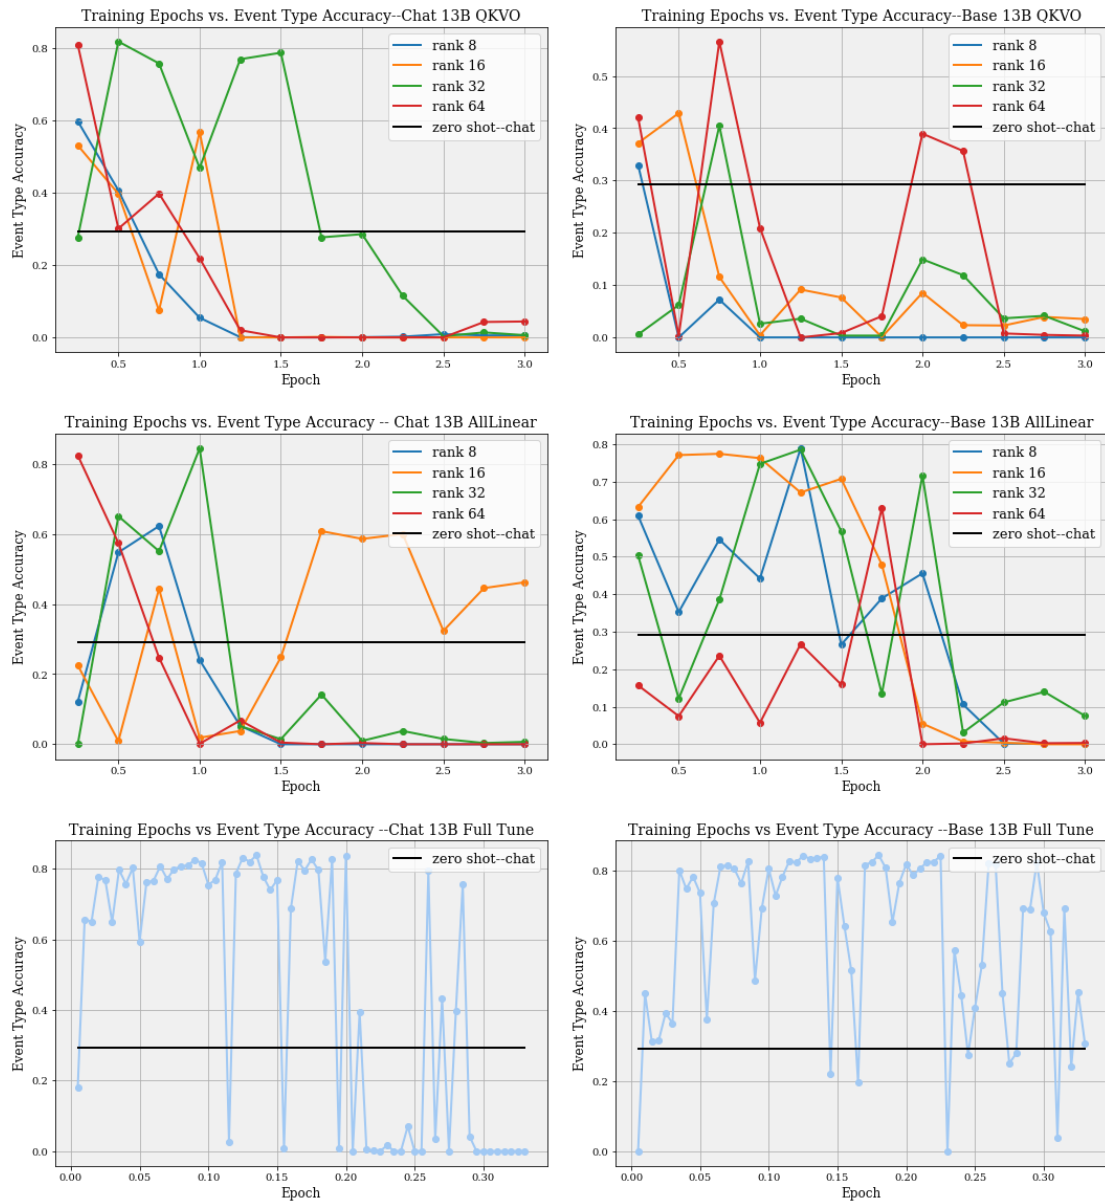 Training Epochs vs. Event Type Accuracy--Chat 13B QKVO
Event Type Accuracy
0.8
0.6
0.4
0.2
0.0
rank 8
rank 16
rank 32
rank 64
zero shot--chat
0.5 1.0 1.5 2.0 2.5 3.0
Epoch
Training Epochs vs. Event Type Accuracy--Base 13B QKVO
Event Type Accuracy
0.5
0.4
0.3
0.2
0.1
0.0
rank 8
rank 16
rank 32
rank 64
zero shot--chat
0.5 1.0 1.5 2.0 2.5 3.0
Epoch
Training Epochs vs. Event Type Accuracy -- Chat 13B AllLinear
Event Type Accuracy
0.8
0.6
0.4
0.2
0.0
rank 8
rank 16
rank 32
rank 64
zero shot--chat
0.5 1.0 1.5 2.0 2.5 3.0
Epoch
Training Epochs vs. Event Type Accuracy--Base 13B AllLinear
Event Type Accuracy
0.8
0.7
0.6
0.5
0.4
0.3
0.2
0.1
0.0
rank 8
rank 16
rank 32
rank 64
zero shot--chat
0.5 1.0 1.5 2.0 2.5 3.0
Epoch
Training Epochs vs Event Type Accuracy --Chat 13B Full Tune
Event Type Accuracy
0.8
0.6
0.4
0.2
0.0
zero shot--chat
0.00 0.05 0.10 0.15 0.20 0.25 0.30
Epoch
Training Epochs vs Event Type Accuracy --Base 13B Full Tune
Event Type Accuracy
0.8
0.6
0.4
0.2
0.0
zero shot--chat
0.00 0.05 0.10 0.15 0.20 0.25 0.30
Epoch